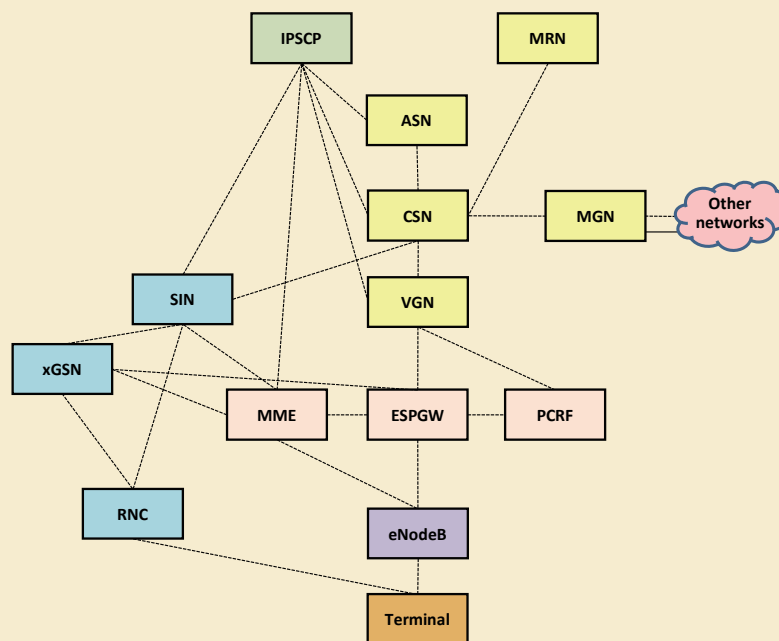 IPSCP
MRN
ASN
CSN
MGN
Other
networks
SIN
VGN
xGSN
MME
ESPGW
PCRF
RNC
eNodeB
Terminal